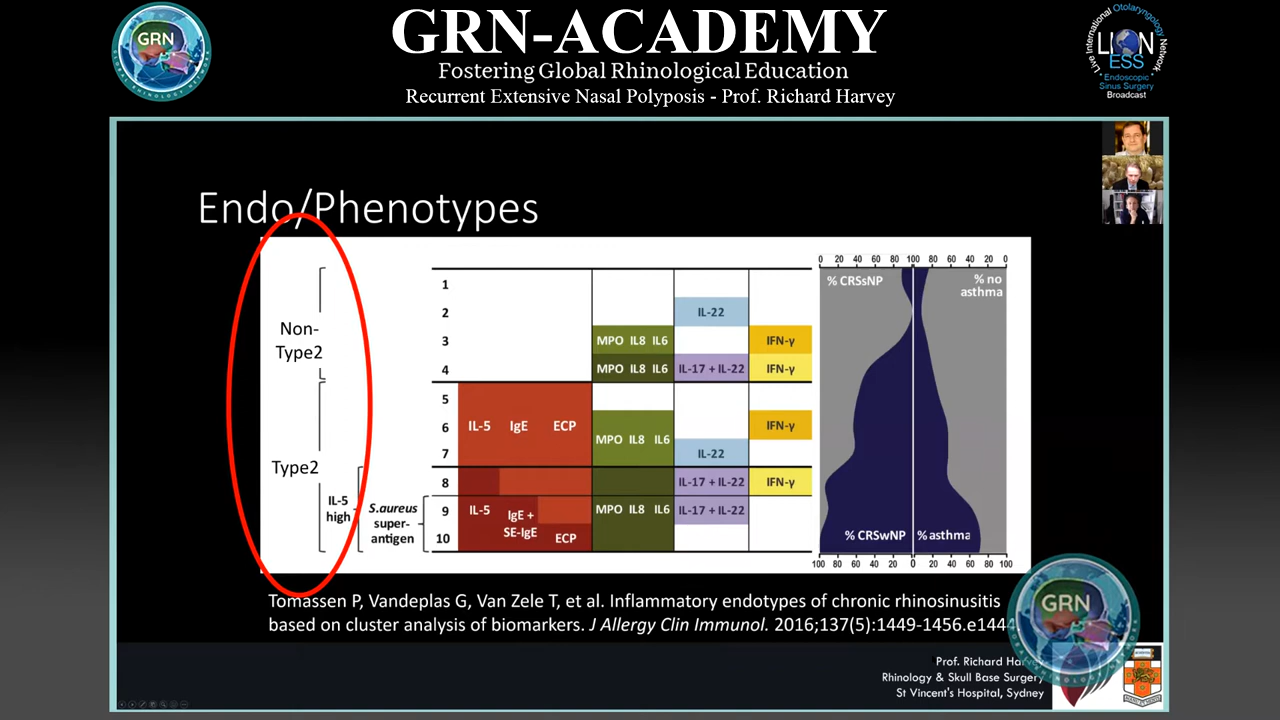 GRN-ACADEMY
Fostering Global Rhinological Education
Recurrent Extensive Nasal Polyposis - Prof. Richard Harvey
GRN
GLOBAL RHINOLOGY NETWORK
Live International Otolaryngology Network
LION
ESS
Endoscopic
Sinus Surgery
Broadcast
Endo/Phenotypes
Non-
Type2
Type2
IL-5
high
S.aureus
super-
antigen
1
2 IL-22
3 MPO IL8 IL6 IFN-γ
4 MPO IL8 IL6 IL-17 + IL-22 IFN-γ
5
6 IL-5 IgE ECP IFN-γ
MPO IL8 IL6
7 IL-22
8 IL-17 + IL-22 IFN-γ
9 IL-5 MPO IL8 IL6 IL-17 + IL-22
IgE +
SE-IgE
10 ECP
0 20 40 60 80 100 80 60 40 20 0
% CRSsNP % no
asthma
% CRSwNP % asthma
100 80 60 40 20 0 20 40 60 80 100
Tomassen P, Vandeplas G, Van Zele T, et al. Inflammatory endotypes of chronic rhinosinusitis
based on cluster analysis of biomarkers. J Allergy Clin Immunol. 2016;137(5):1449-1456.e1444
GRN
Prof. Richard Harvey
Rhinology & Skull Base Surgery
St Vincent's Hospital, Sydney